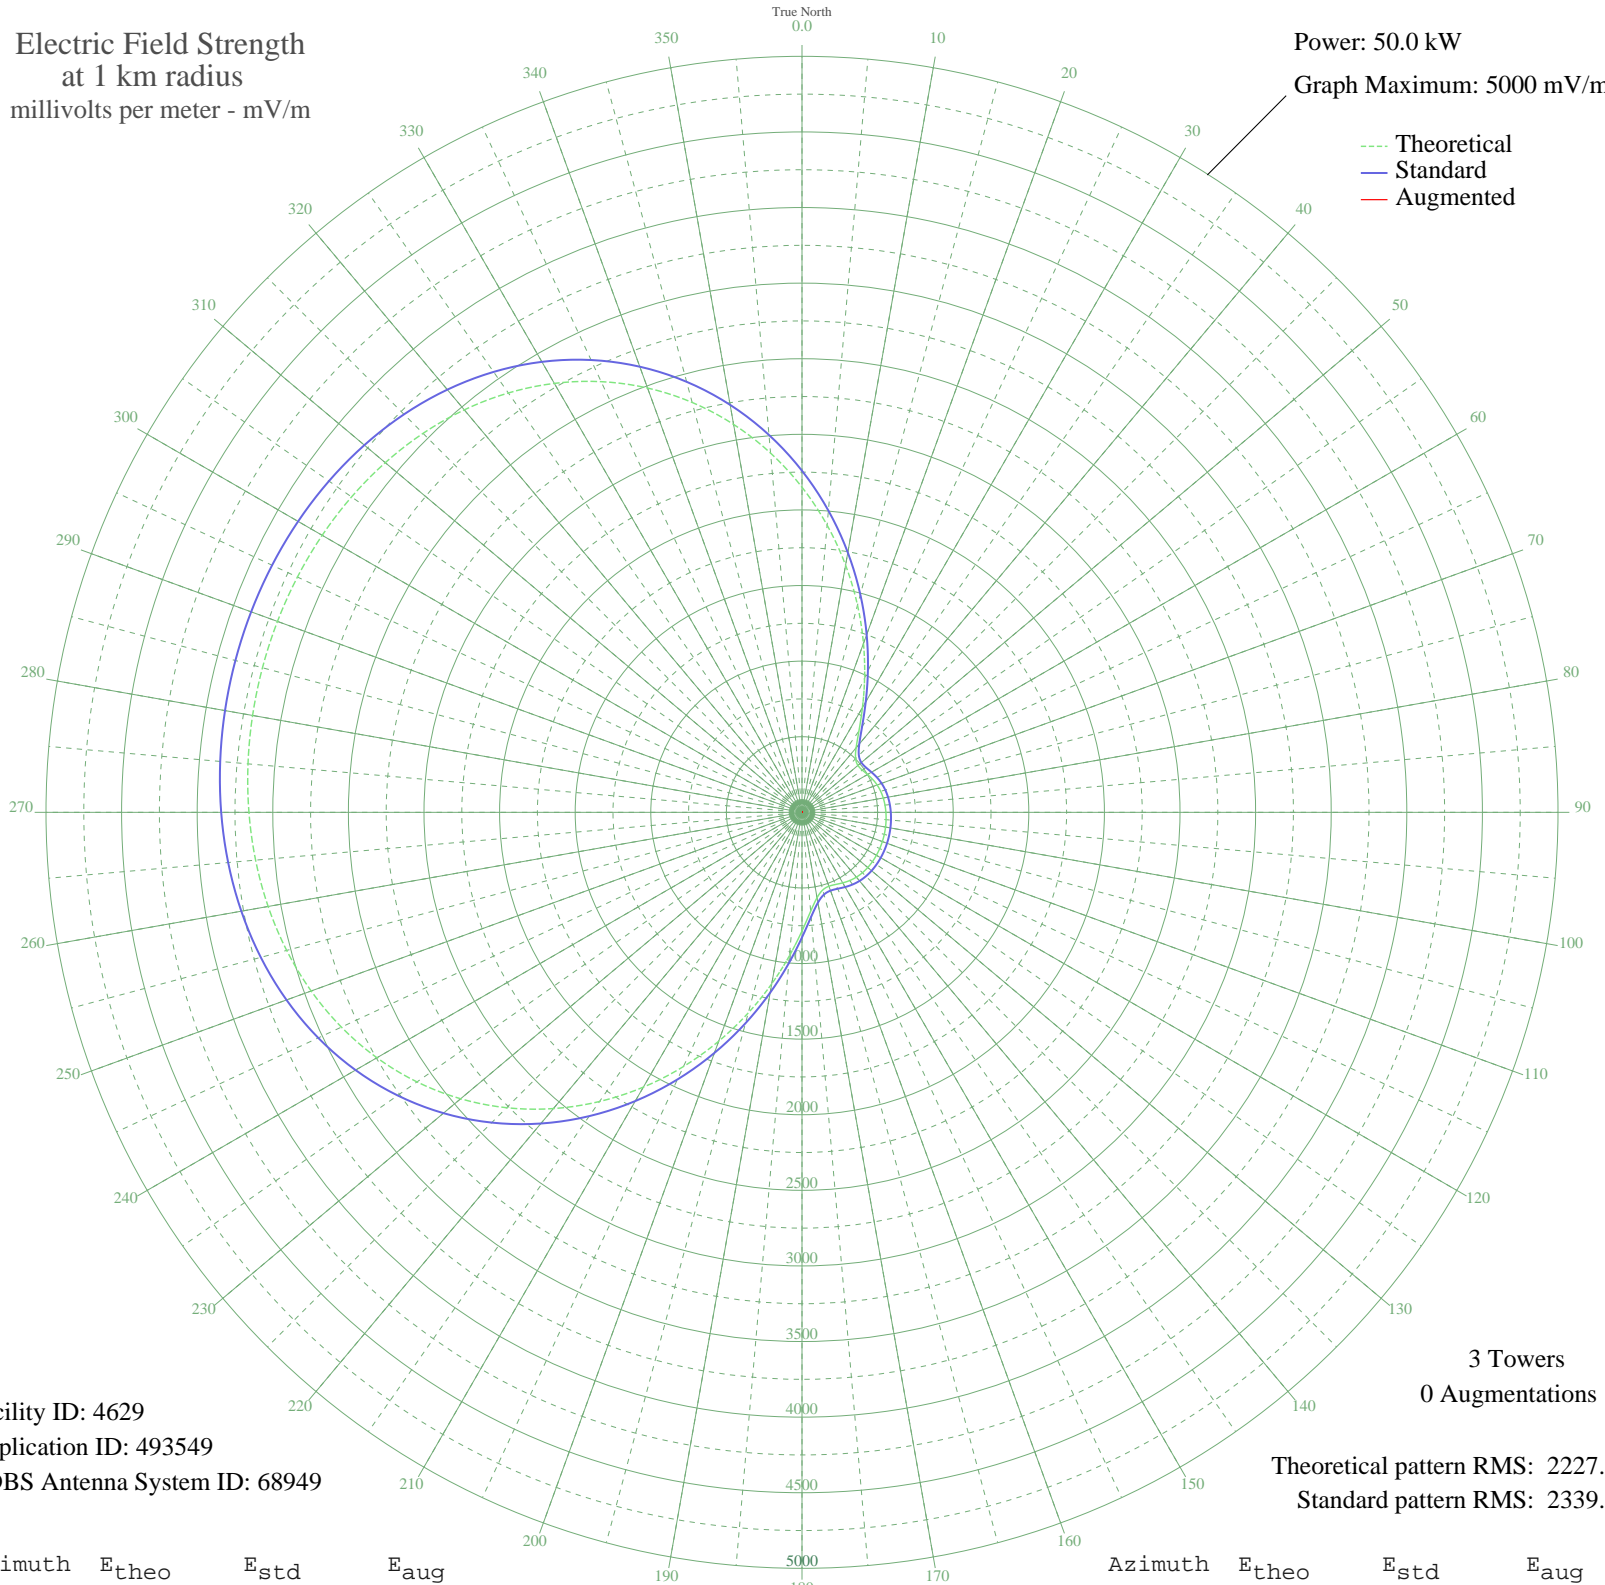 True North
0.0
Electric Field Strength
at 1 km radius
millivolts per meter - mV/m
Power: 50.0 kW
Graph Maximum: 5000 mV/m
Theoretical
Standard
Augmented
10
20
30
40
50
60
70
80
90
100
110
120
130
140
150
160
170
190
200
210
220
230
240
250
260
270
280
290
300
310
320
330
340
350
1000
1500
2000
2500
3000
3500
4000
4500
5000
3 Towers
0 Augmentations
cility ID: 4629
plication ID: 493549
DBS Antenna System ID: 68949
Theoretical pattern RMS: 2227.
Standard pattern RMS: 2339.
imuth Etheo Estd Eaug
Azimuth Etheo Estd Eaug